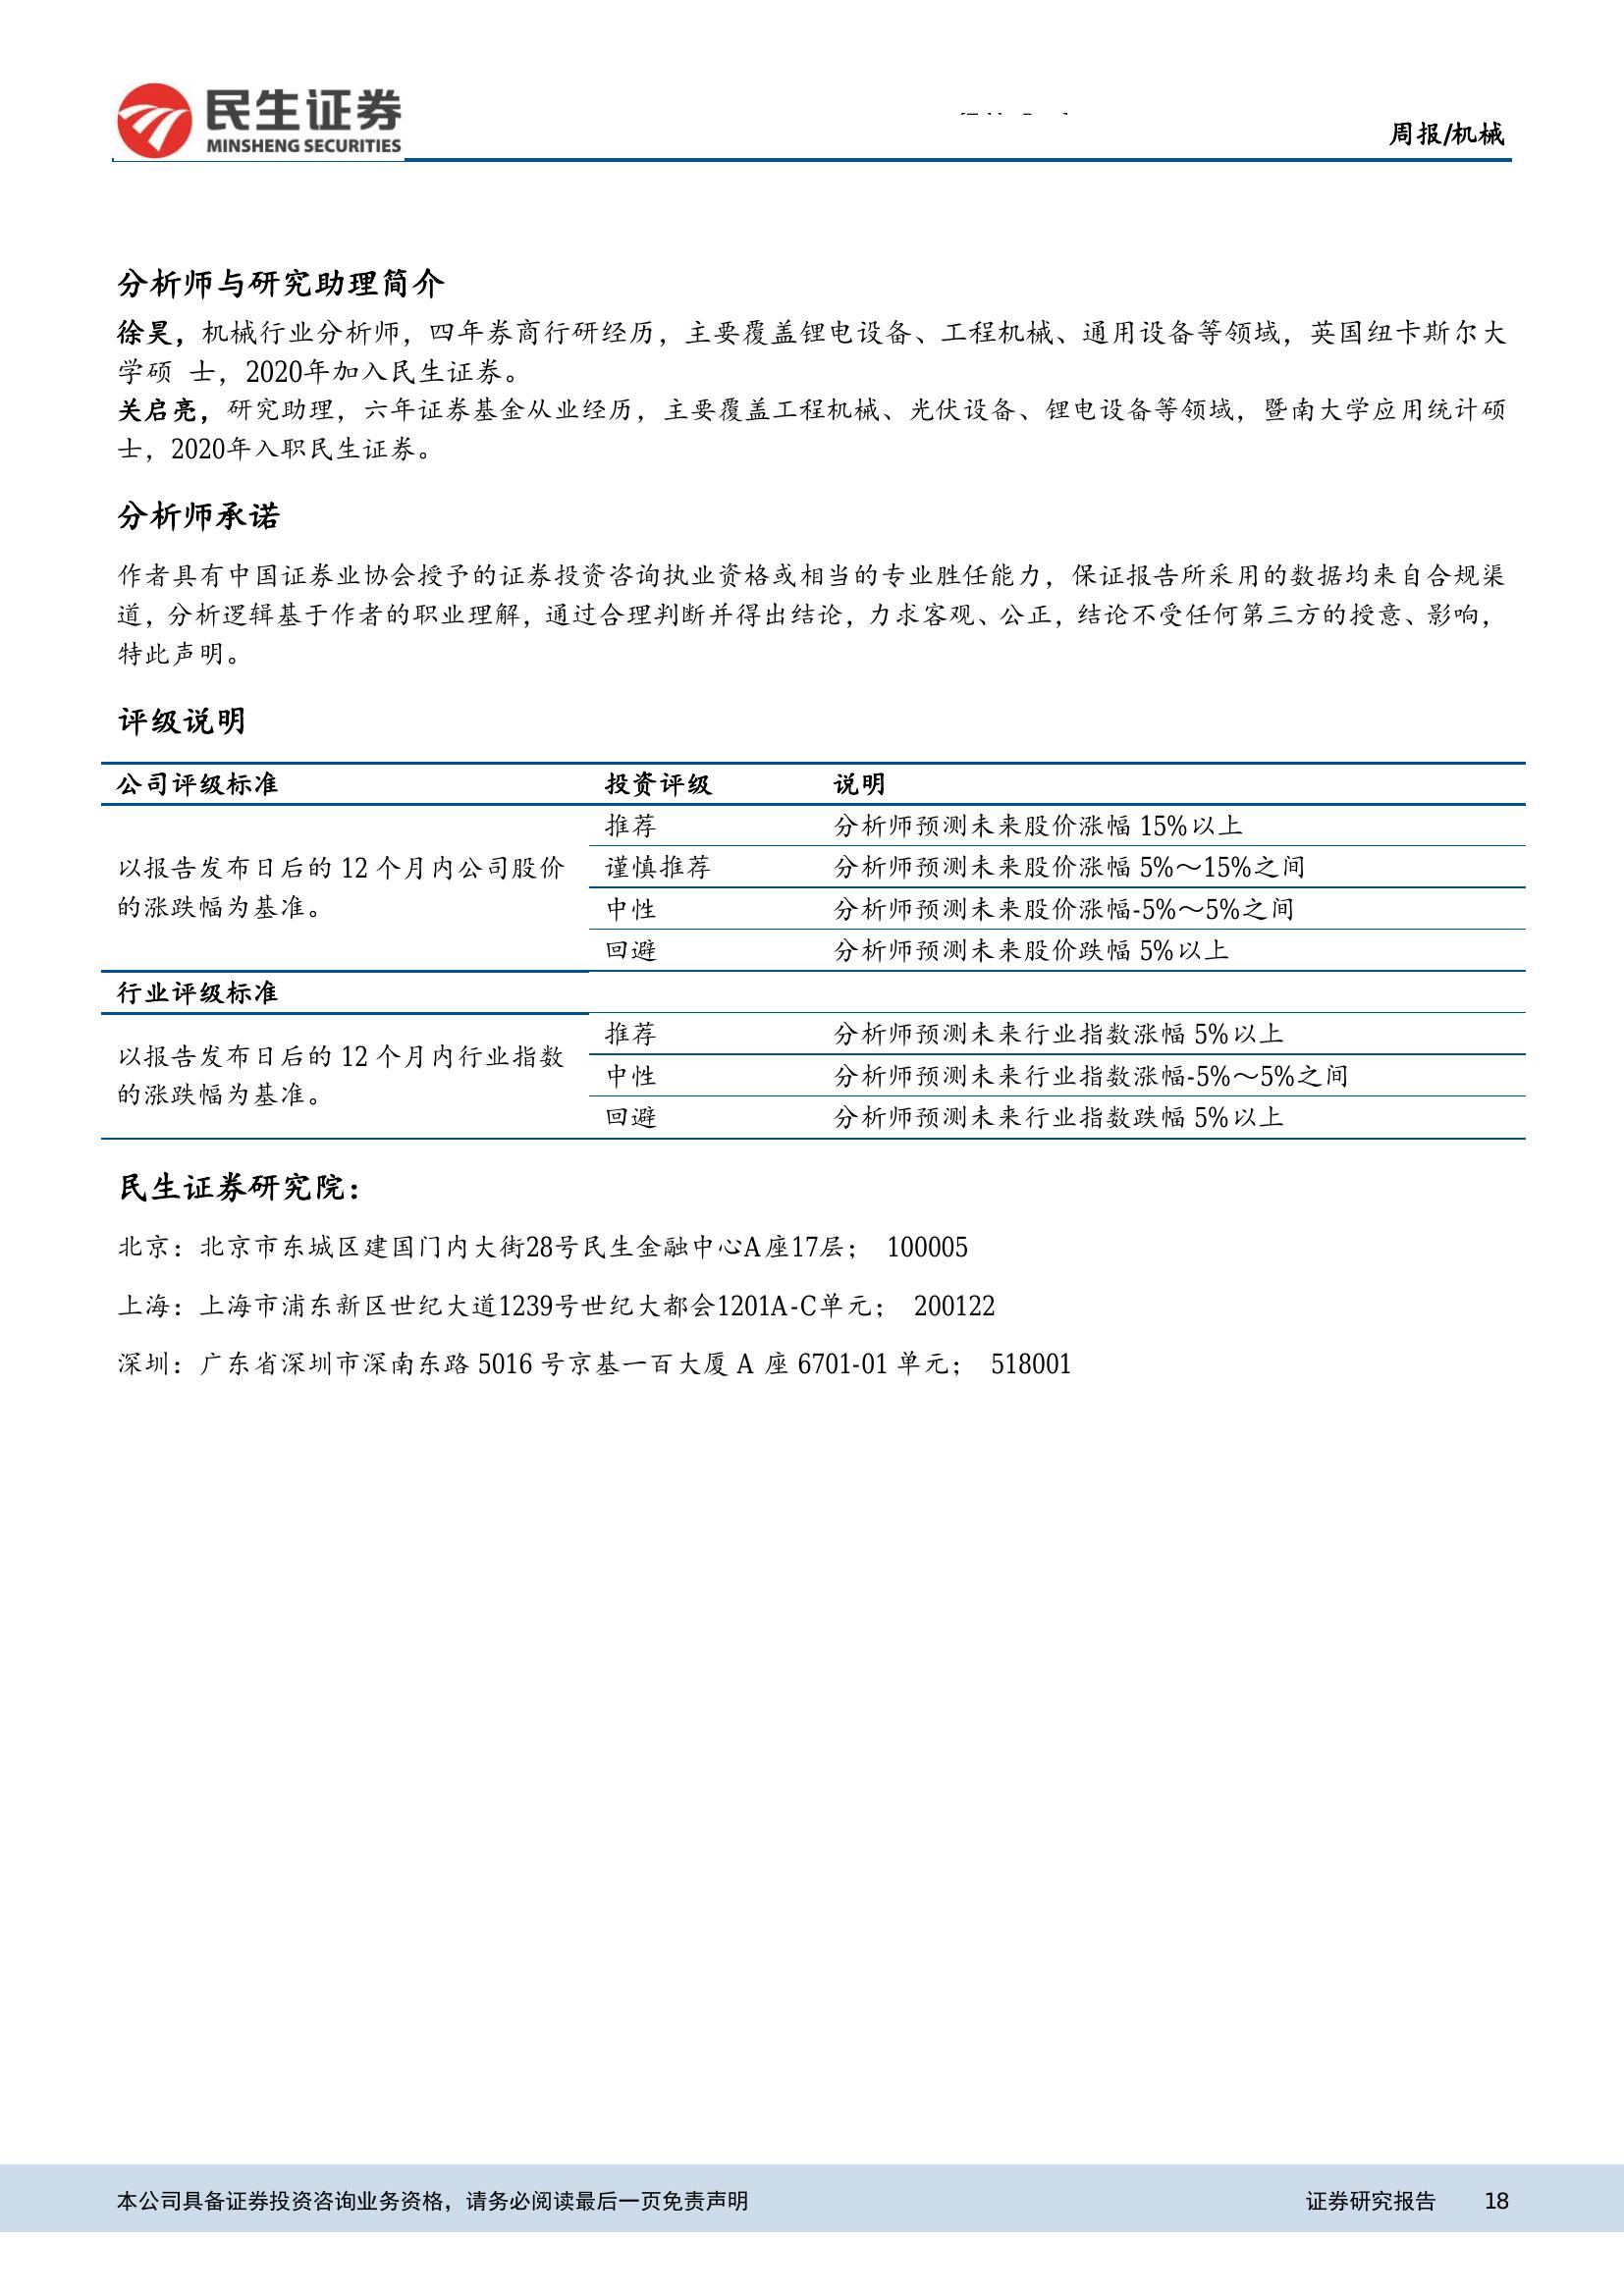 民生证券
MINSHENG SECURITIES
周报/机械
分析师与研究助理简介
徐昊，机械行业分析师，四年券商行研经历，主要覆盖锂电设备、工程机械、通用设备等领域，英国纽卡斯尔大
学硕 士，2020年加入民生证券。
关启亮，研究助理，六年证券基金从业经历，主要覆盖工程机械、光伏设备、锂电设备等领域，暨南大学应用统计硕
士，2020年入职民生证券。
分析师承诺
作者具有中国证券业协会授予的证券投资咨询执业资格或相当的专业胜任能力，保证报告所采用的数据均来自合规渠
道，分析逻辑基于作者的职业理解，通过合理判断并得出结论，力求客观、公正，结论不受任何第三方的授意、影响，
特此声明。
评级说明
公司评级标准 投资评级 说明
以报告发布日后的 12 个月内公司股价
的涨跌幅为基准。
推荐 分析师预测未来股价涨幅 15%以上
谨慎推荐 分析师预测未来股价涨幅 5%～15%之间
中性 分析师预测未来股价涨幅-5%～5%之间
回避 分析师预测未来股价跌幅 5%以上
行业评级标准
以报告发布日后的 12 个月内行业指数
的涨跌幅为基准。
推荐 分析师预测未来行业指数涨幅 5%以上
中性 分析师预测未来行业指数涨幅-5%～5%之间
回避 分析师预测未来行业指数跌幅 5%以上
民生证券研究院：
北京：北京市东城区建国门内大街28号民生金融中心A座17层； 100005
上海：上海市浦东新区世纪大道1239号世纪大都会1201A-C单元； 200122
深圳：广东省深圳市深南东路 5016 号京基一百大厦 A 座 6701-01 单元； 518001
本公司具备证券投资咨询业务资格，请务必阅读最后一页免责声明 证券研究报告 18